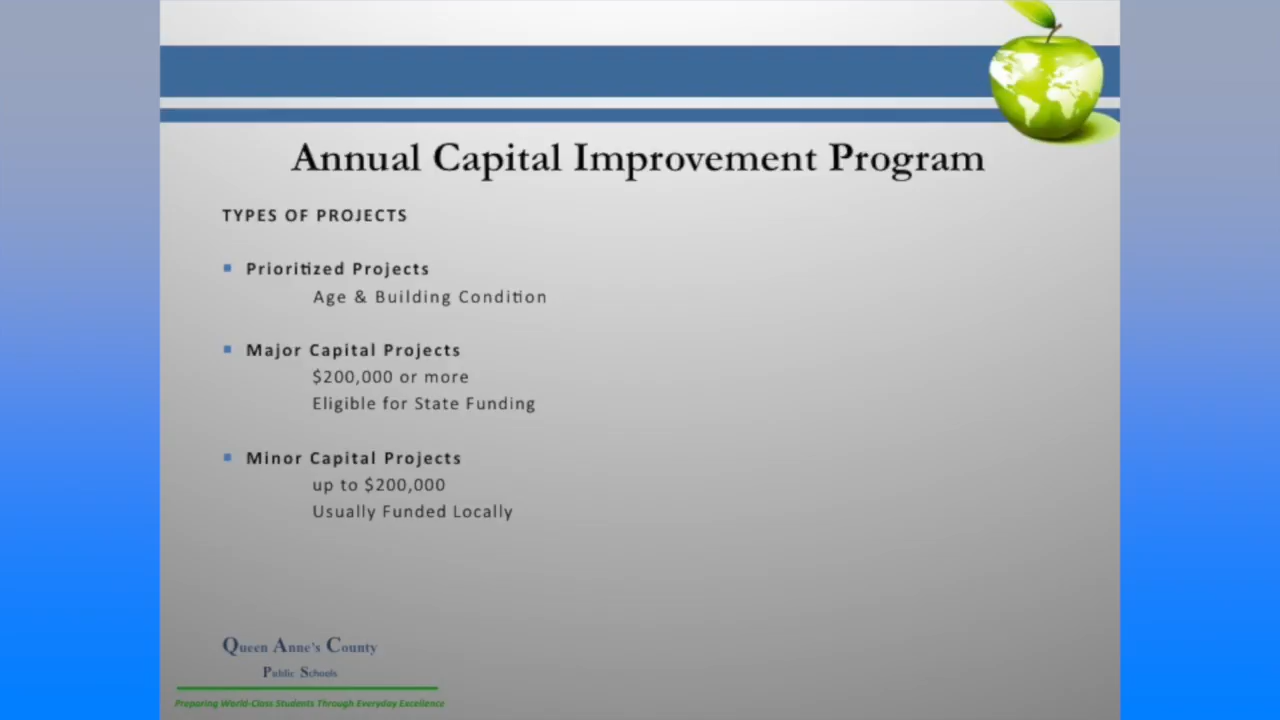 Annual Capital Improvement Program
TYPES OF PROJECTS
Prioritized Projects
Age & Building Condition
Major Capital Projects
$200,000 or more
Eligible for State Funding
Minor Capital Projects
up to $200,000
Usually Funded Locally
Queen Anne's County
Public Schools
Preparing World-Class Students Through Everyday Excellence